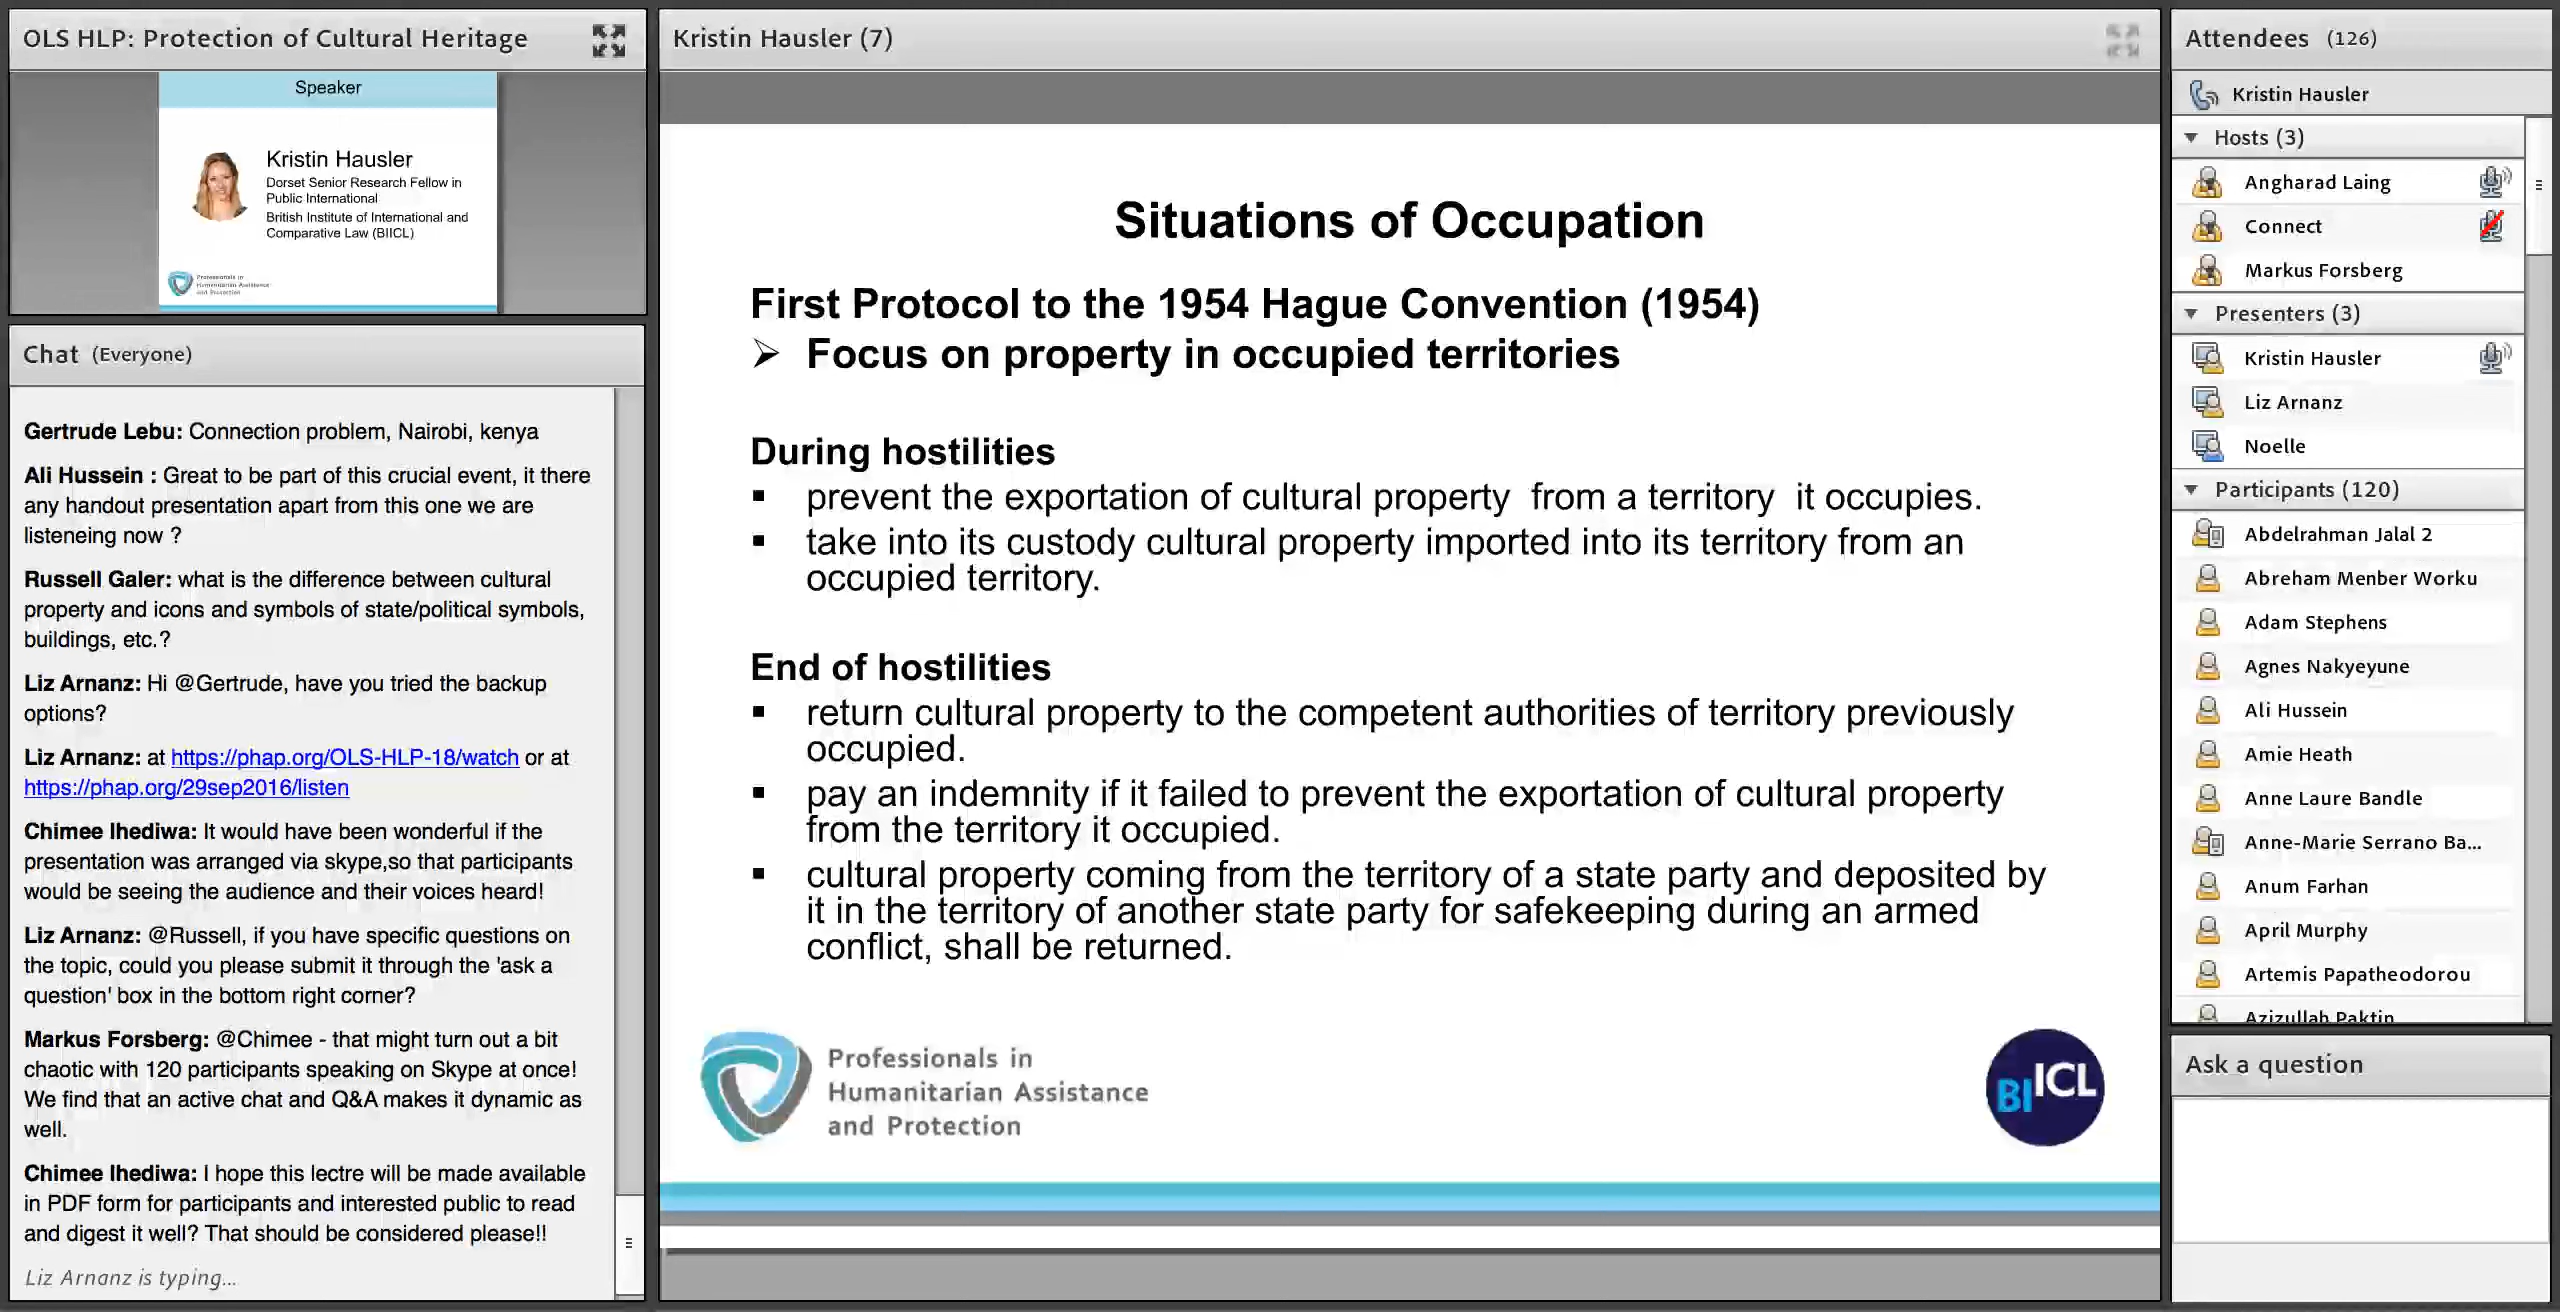 OLS HLP: Protection of Cultural Heritage
Speaker
Kristin Hausler
Dorset Senior Research Fellow in
Public International
British Institute of International and
Comparative Law (BIICL)
Professionals in
Humanitarian Assistance
and Protection
Chat (Everyone)
Gertrude Lebu: Connection problem, Nairobi, kenya
Ali Hussein : Great to be part of this crucial event, it there
any handout presentation apart from this one we are
listeneing now ?
Russell Galer: what is the difference between cultural
property and icons and symbols of state/political symbols,
buildings, etc.?
Liz Arnanz: Hi @Gertrude, have you tried the backup
options?
Liz Arnanz: at https://phap.org/OLS-HLP-18/watch or at
https://phap.org/29sep2016/listen
Chimee Ihediwa: It would have been wonderful if the
presentation was arranged via skype,so that participants
would be seeing the audience and their voices heard!
Liz Arnanz: @Russell, if you have specific questions on
the topic, could you please submit it through the 'ask a
question' box in the bottom right corner?
Markus Forsberg: @Chimee - that might turn out a bit
chaotic with 120 participants speaking on Skype at once!
We find that an active chat and Q&A makes it dynamic as
well.
Chimee Ihediwa: I hope this lectre will be made available
in PDF form for participants and interested public to read
and digest it well? That should be considered please!!
Liz Arnanz is typing...
Kristin Hausler (7)
Situations of Occupation
First Protocol to the 1954 Hague Convention (1954)
➢ Focus on property in occupied territories
During hostilities
▪ prevent the exportation of cultural property from a territory it occupies.
▪ take into its custody cultural property imported into its territory from an
occupied territory.
End of hostilities
▪ return cultural property to the competent authorities of territory previously
occupied.
▪ pay an indemnity if it failed to prevent the exportation of cultural property
from the territory it occupied.
▪ cultural property coming from the territory of a state party and deposited by
it in the territory of another state party for safekeeping during an armed
conflict, shall be returned.
Professionals in
Humanitarian Assistance
and Protection
BIICL
Attendees (126)
Kristin Hausler
Hosts (3)
Angharad Laing
Connect
Markus Forsberg
Presenters (3)
Kristin Hausler
Liz Arnanz
Noelle
Participants (120)
Abdelrahman Jalal 2
Abreham Menber Worku
Adam Stephens
Agnes Nakyeyune
Ali Hussein
Amie Heath
Anne Laure Bandle
Anne-Marie Serrano Ba...
Anum Farhan
April Murphy
Artemis Papatheodorou
Azizullah Paktin
Ask a question